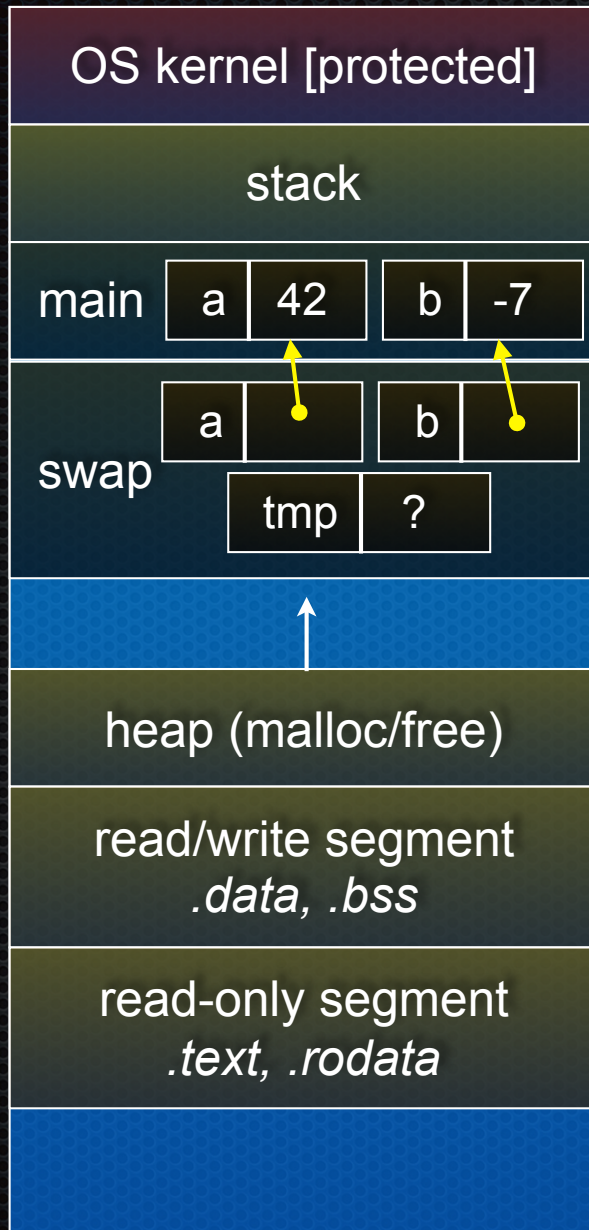 OS kernel [protected]
stack
main a 42 b -7
a b
swap
tmp ?
heap (malloc/free)
read/write segment
.data, .bss
read-only segment
.text, .rodata